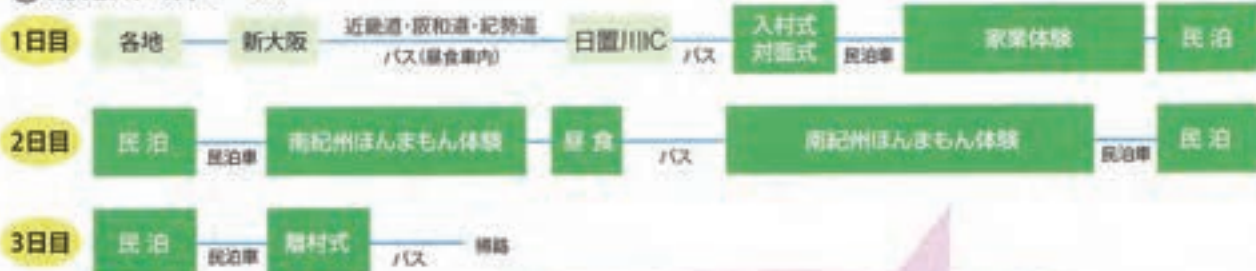 1日目 各地 新大阪 近畿道・阪和道・紀勢道 バス(昼食車内) 日置川IC バス 入村式 対面式 民泊車 家業体験 民泊
2日目 民泊 民泊車 南紀州ほんまもん体験 昼食 バス 南紀州ほんまもん体験 民泊車 民泊
3日目 民泊 民泊車 離村式 バス 帰路